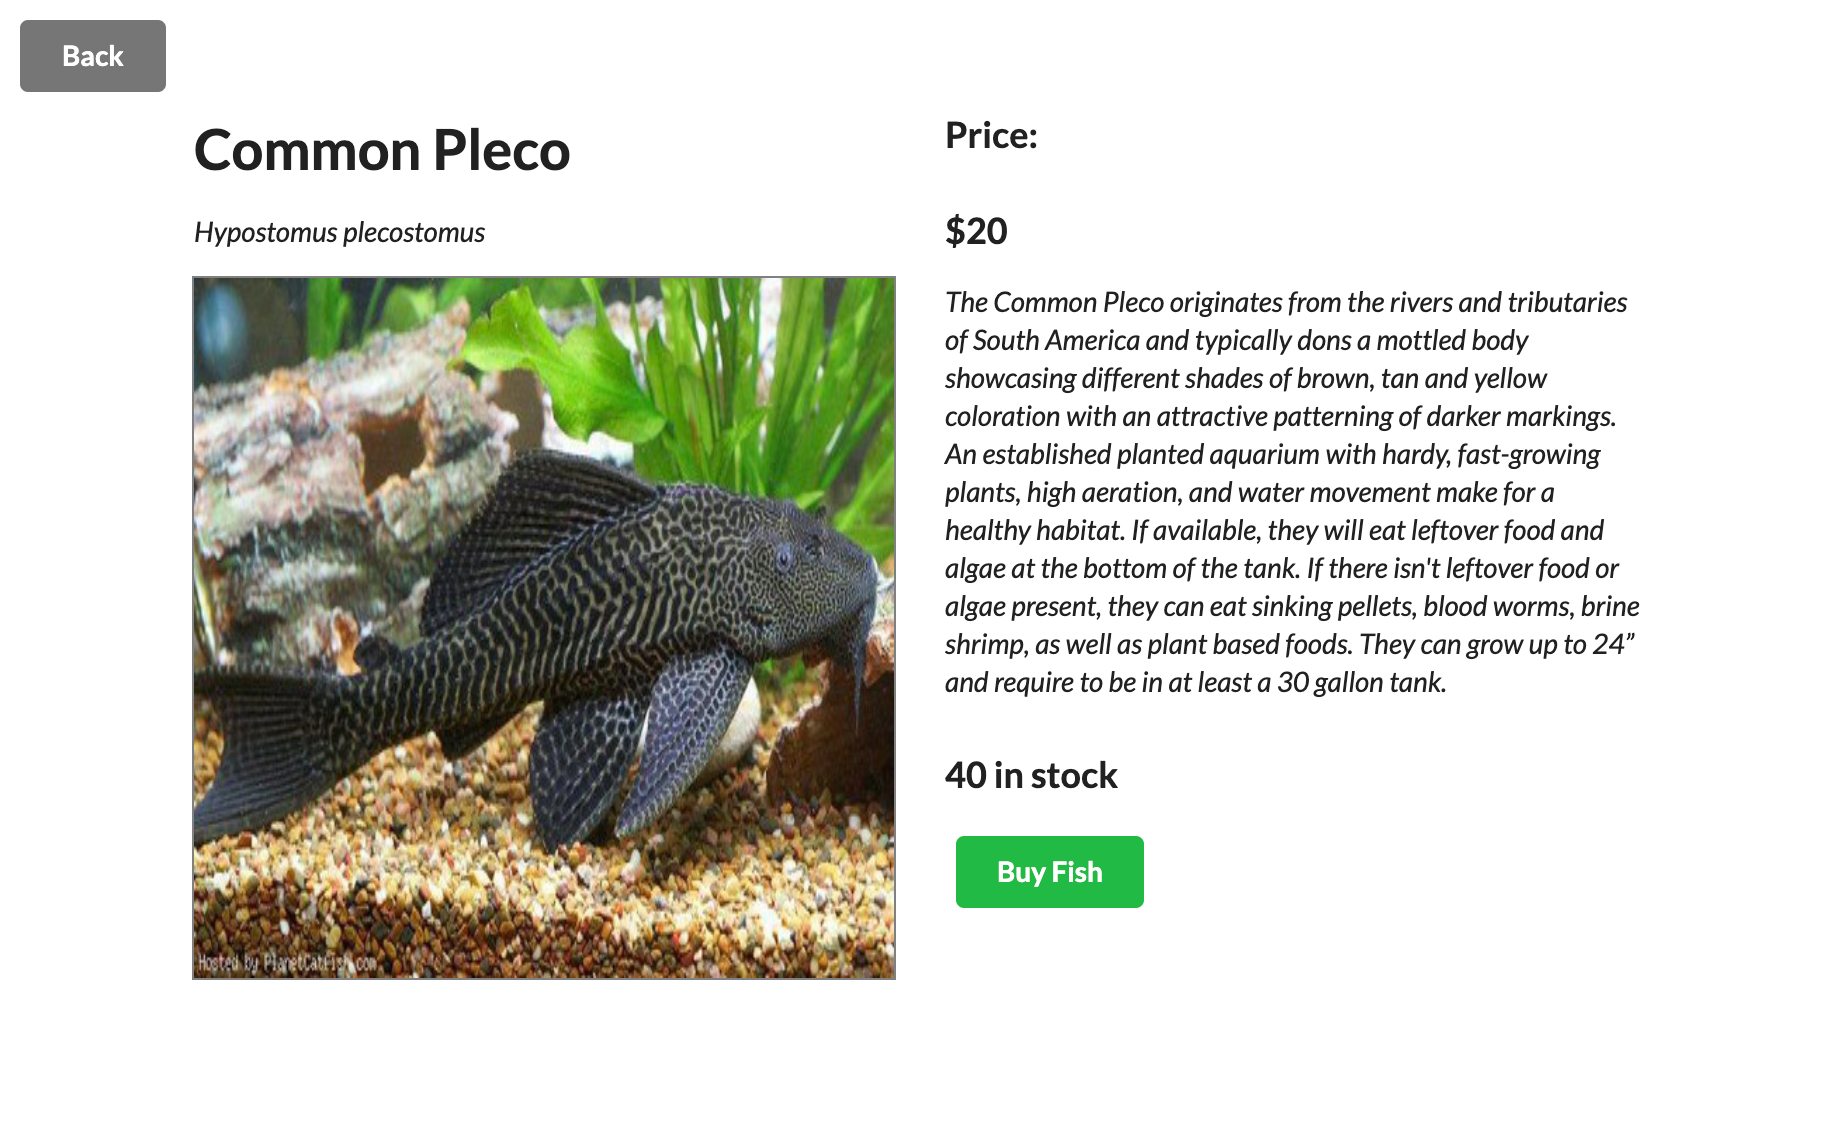 Back
Common Pleco
Hypostomus plecostomus
Hosted by PlanetCatfish.com
Price:
$20
The Common Pleco originates from the rivers and tributaries
of South America and typically dons a mottled body
showcasing different shades of brown, tan and yellow
coloration with an attractive patterning of darker markings.
An established planted aquarium with hardy, fast-growing
plants, high aeration, and water movement make for a
healthy habitat. If available, they will eat leftover food and
algae at the bottom of the tank. If there isn't leftover food or
algae present, they can eat sinking pellets, blood worms, brine
shrimp, as well as plant based foods. They can grow up to 24”
and require to be in at least a 30 gallon tank.
40 in stock
Buy Fish